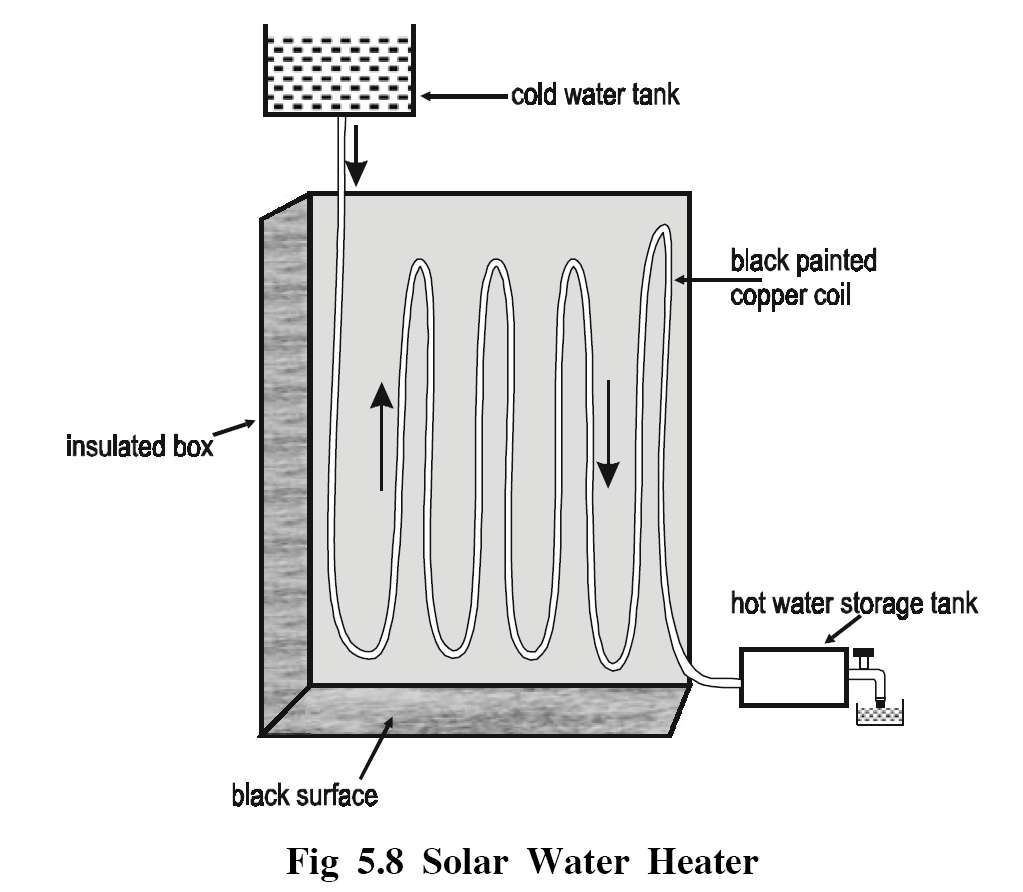 cold water tank
black painted
copper coil
insulated box
hot water storage tank
black surface
Fig 5.8 Solar Water Heater